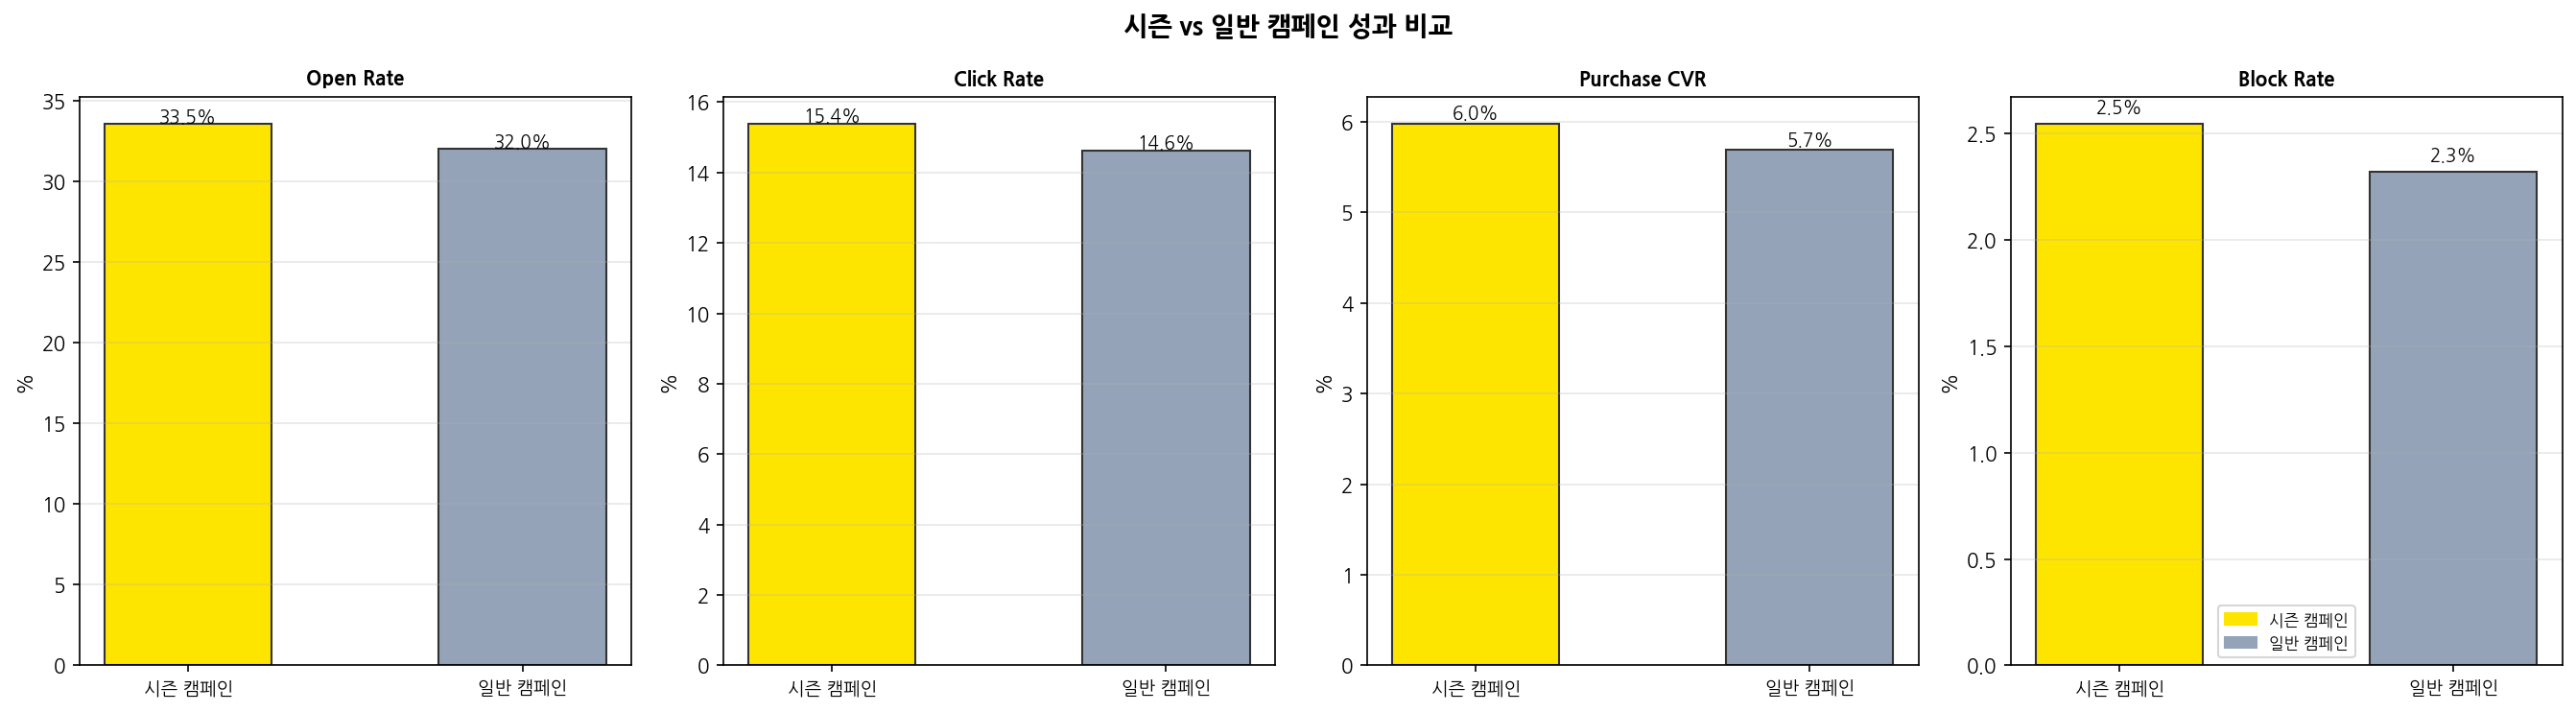 시즌 vs 일반 캠페인 성과 비교
Open Rate
%
35
30
25
20
15
10
5
0
33.5%
32.0%
시즌 캠페인
일반 캠페인
Click Rate
%
16
14
12
10
8
6
4
2
0
15.4%
14.6%
시즌 캠페인
일반 캠페인
Purchase CVR
%
6
5
4
3
2
1
0
6.0%
5.7%
시즌 캠페인
일반 캠페인
Block Rate
%
2.5
2.0
1.5
1.0
0.5
0.0
2.5%
2.3%
시즌 캠페인
일반 캠페인
시즌 캠페인
일반 캠페인